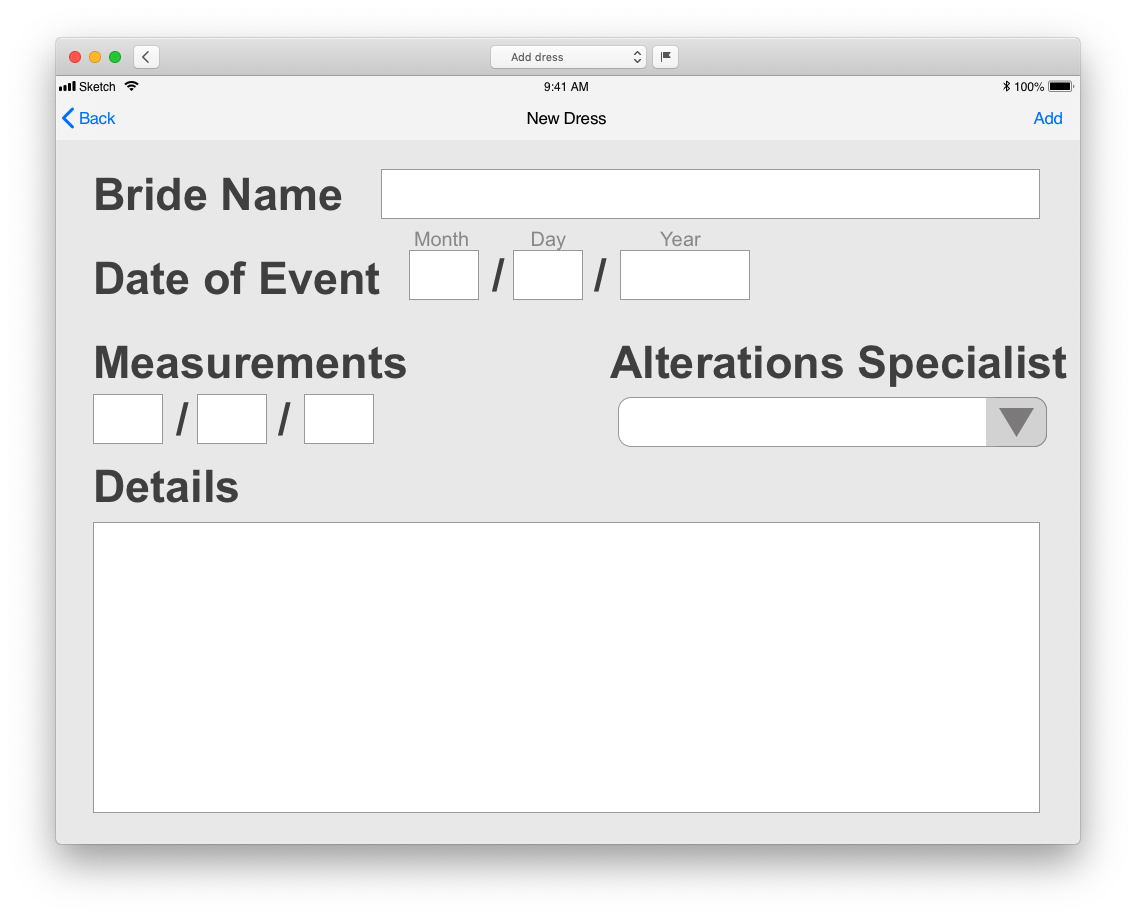 Add dress
Sketch 9:41 AM 100%
Back New Dress Add
Bride Name
Month Day Year
Date of Event / /
Measurements Alterations Specialist
/ /
Details